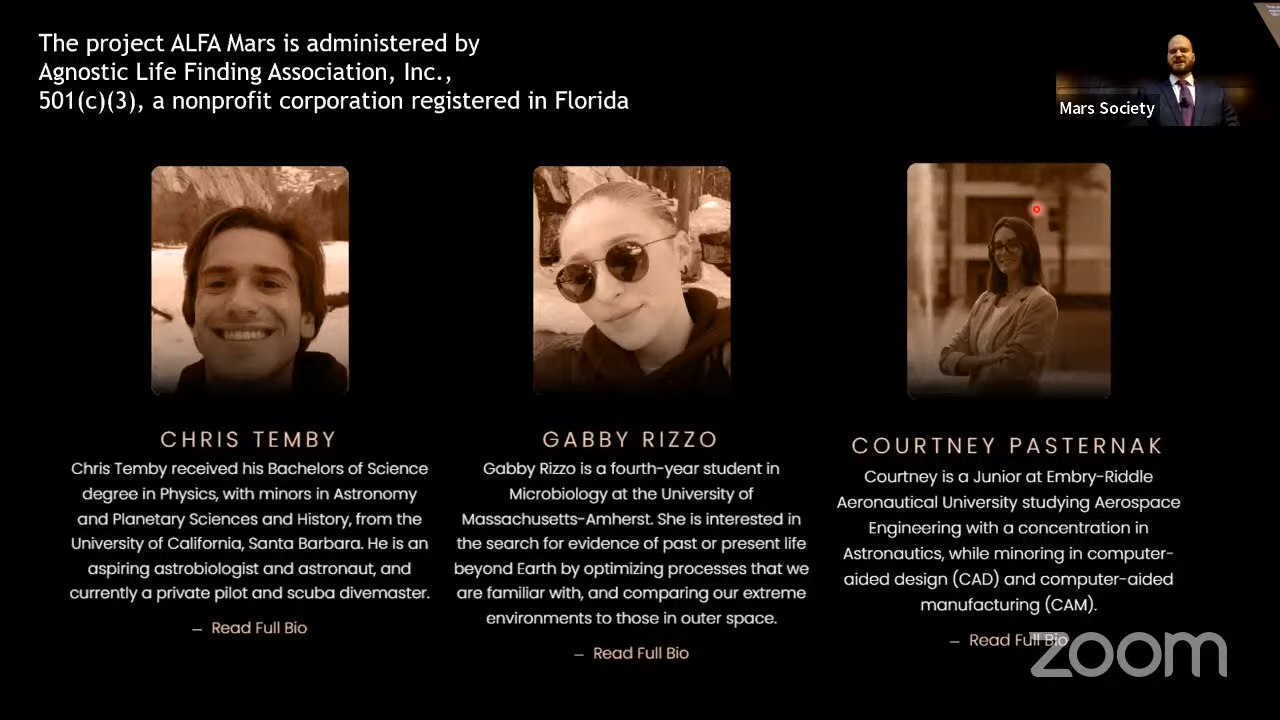 The project ALFA Mars is administered by
Agnostic Life Finding Association, Inc.,
501(c)(3), a nonprofit corporation registered in Florida
Mars Society
CHRIS TEMBY
Chris Temby received his Bachelors of Science
degree in Physics, with minors in Astronomy
and Planetary Sciences and History, from the
University of California, Santa Barbara. He is an
aspiring astrobiologist and astronaut, and
currently a private pilot and scuba divemaster.
— Read Full Bio
GABBY RIZZO
Gabby Rizzo is a fourth-year student in
Microbiology at the University of
Massachusetts-Amherst. She is interested in
the search for evidence of past or present life
beyond Earth by optimizing processes that we
are familiar with, and comparing our extreme
environments to those in outer space.
— Read Full Bio
COURTNEY PASTERNAK
Courtney is a Junior at Embry-Riddle
Aeronautical University studying Aerospace
Engineering with a concentration in
Astronautics, while minoring in computer-
aided design (CAD) and computer-aided
manufacturing (CAM).
— Read Full Bio
zoom